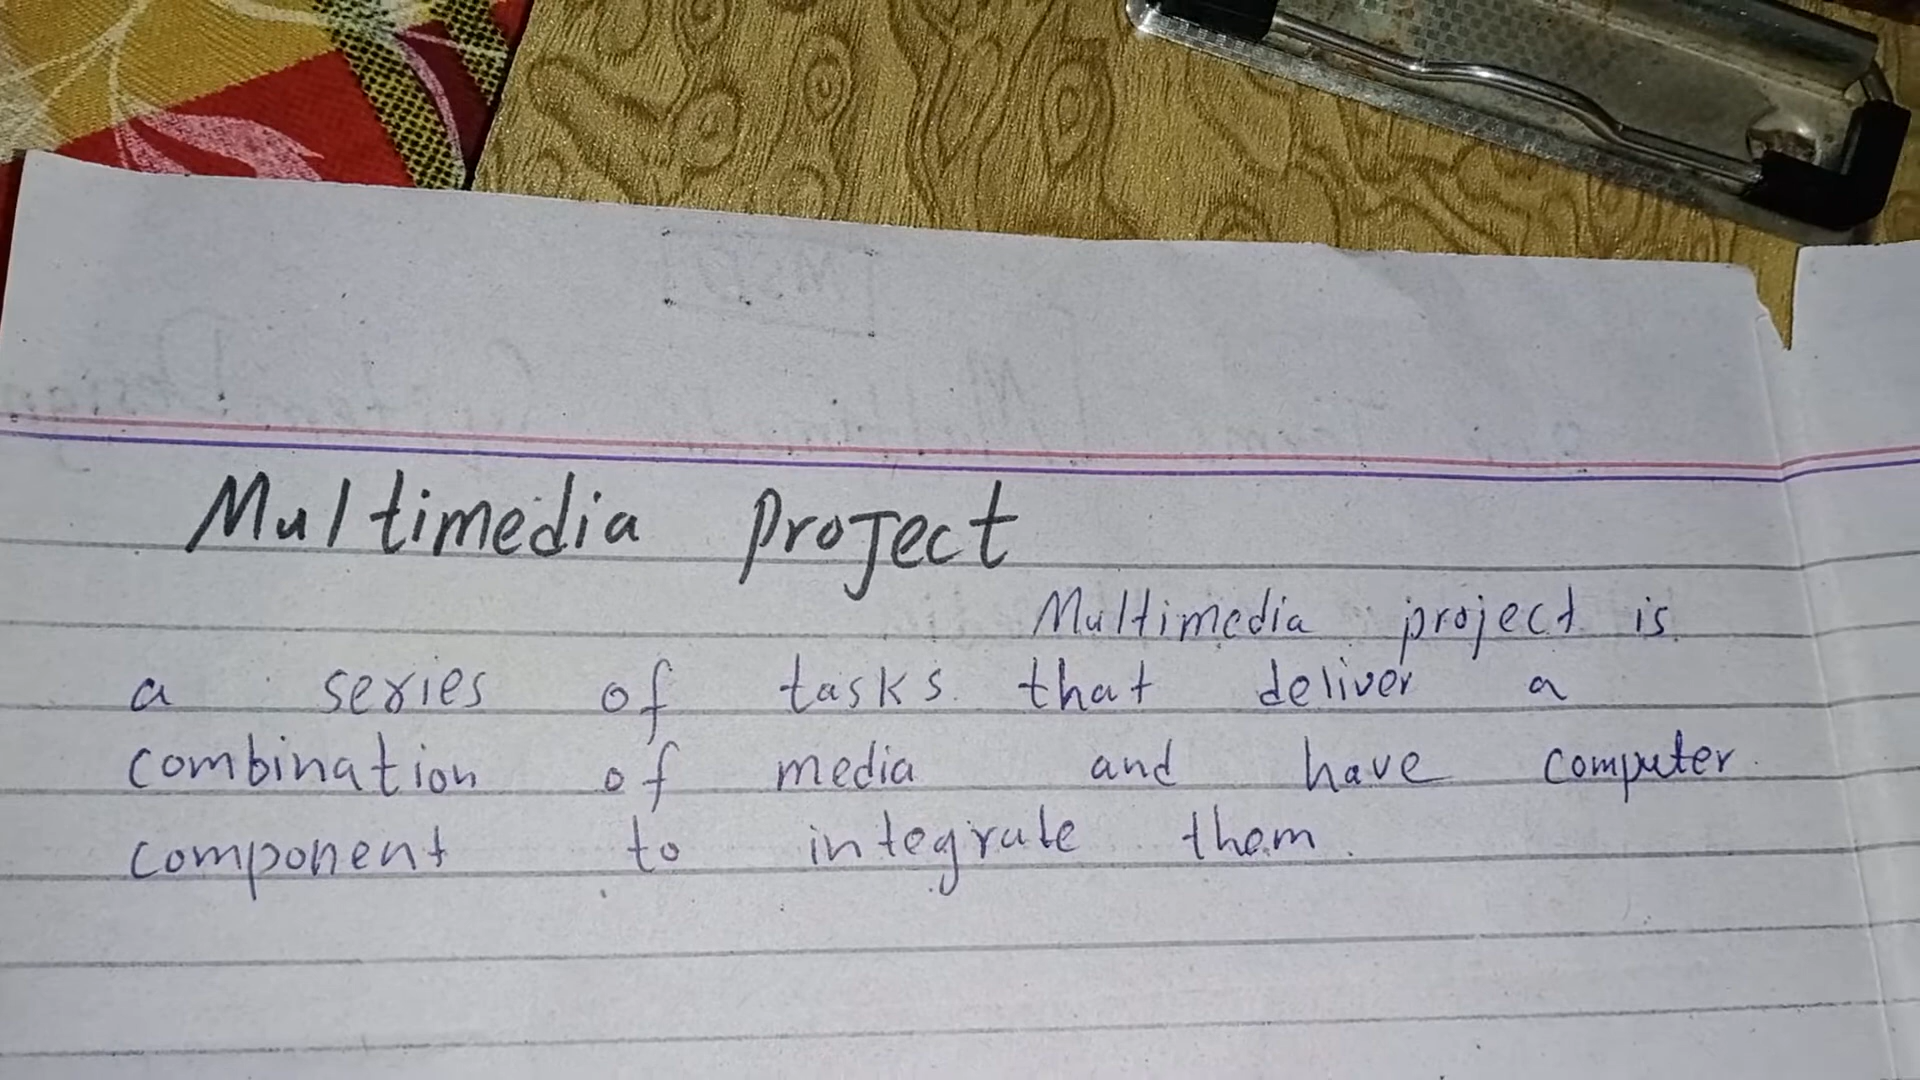 Multimedia Project
Multimedia project is
a series of tasks that deliver a
combination of media and have computer
component to integrate them.